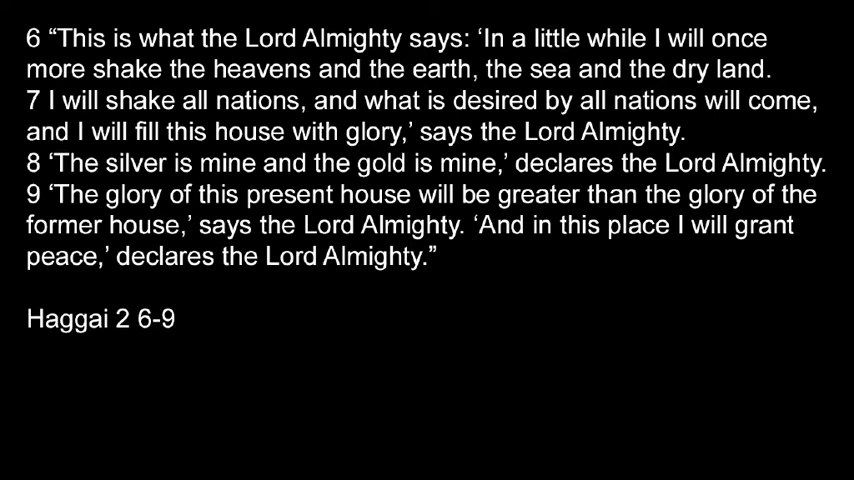 6 “This is what the Lord Almighty says: ‘In a little while I will once
more shake the heavens and the earth, the sea and the dry land.
7 I will shake all nations, and what is desired by all nations will come,
and I will fill this house with glory,’ says the Lord Almighty.
8 ‘The silver is mine and the gold is mine,’ declares the Lord Almighty.
9 ‘The glory of this present house will be greater than the glory of the
former house,’ says the Lord Almighty. ‘And in this place I will grant
peace,’ declares the Lord Almighty.”
Haggai 2 6-9